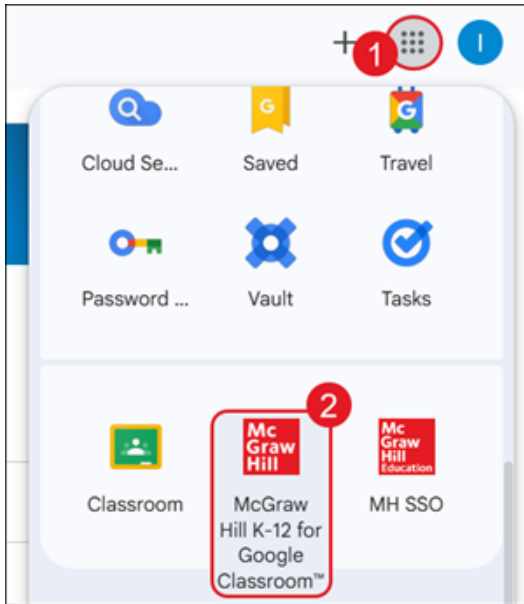 1
I
G
G
Cloud Se...
Saved
Travel
Password ...
Vault
Tasks
2
Mc
Graw
Hill
Mc
Graw
Hill
Education
Classroom
McGraw
Hill K-12 for
Google
Classroom™
MH SSO